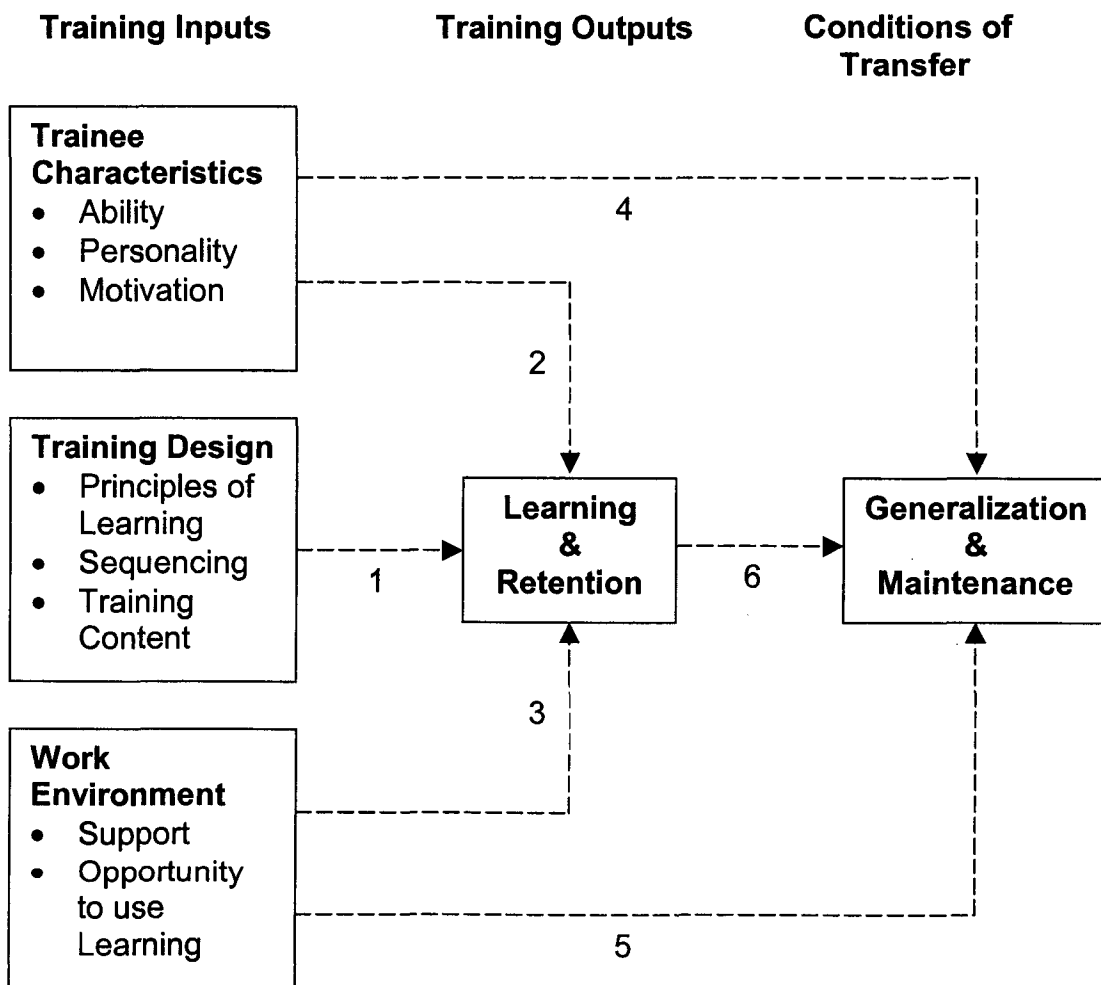 Training Inputs
Training Outputs
Conditions of
Transfer
Trainee
Characteristics
• Ability
• Personality
• Motivation
4
2
Training Design
• Principles of
Learning
• Sequencing
• Training
Content
1
Learning
&
Retention
6
Generalization
&
Maintenance
3
Work
Environment
• Support
• Opportunity
to use
Learning
5